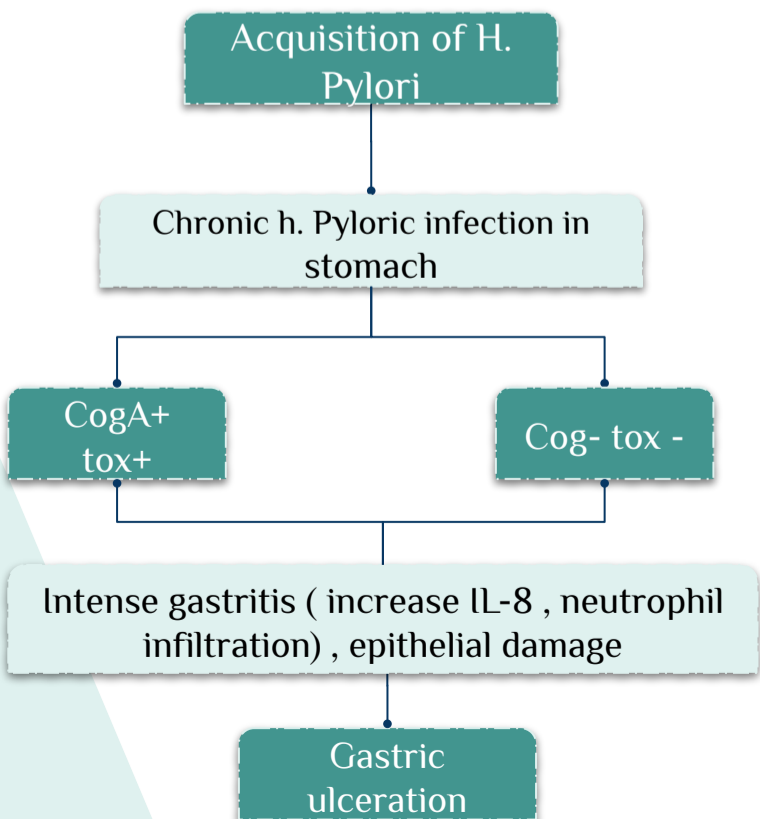 Acquisition of H.
Pylori
Chronic h. Pyloric infection in
stomach
CogA+
tox+
Cog- tox -
Intense gastritis ( increase IL-8 , neutrophil
infiltration) , epithelial damage
Gastric
ulceration